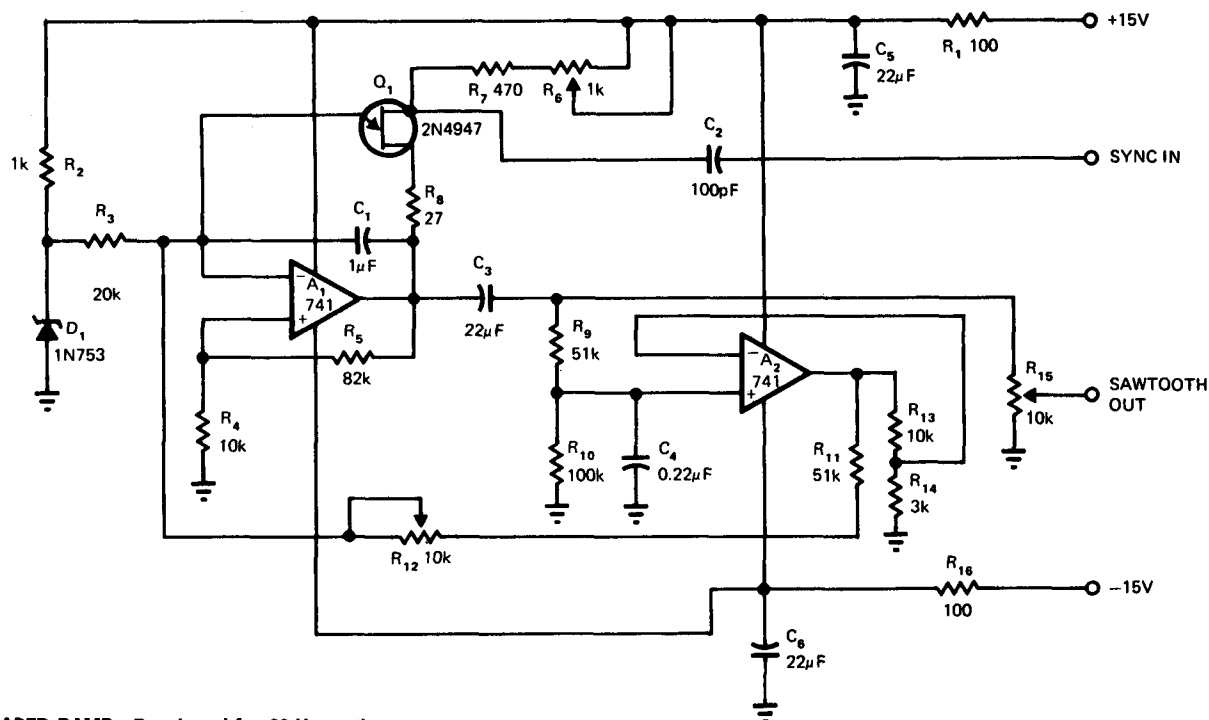 +15V
R1 100
C5
22μF
Q1
R7 470
R6
1k
2N4947
C2
100pF
SYNC IN
1k
R2
R8
27
R3
20k
C1
1μF
A1
741
−
+
C3
22μF
D1
1N753
R5
82k
R4
10k
R9
51k
A2
741
−
+
R15
10k
SAWTOOTH
OUT
R13
10k
R10
100k
C4
0.22μF
R11
51k
R14
3k
R12 10k
R16
100
−15V
C6
22μF